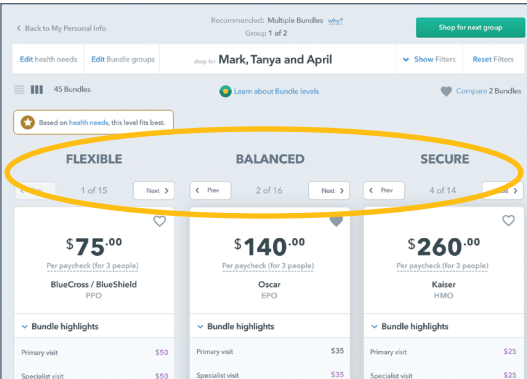 Back to My Personal Info
Recommended: Multiple Bundles why?
Group 1 of 2
Shop for next group
Edit health needs Edit Bundle groups
shop for Mark, Tanya and April
Show Filters Reset Filters
45 Bundles
Learn about Bundle levels
Compare 2 Bundles
Based on health needs, this level fits best.
FLEXIBLE BALANCED SECURE
1 of 15 Next
Prev 2 of 16 Next
Prev 4 of 14
$75.00 $140.00 $260.00
Per paycheck (for 3 people) Per paycheck (for 3 people) Per paycheck (for 3 people)
BlueCross / BlueShield Oscar Kaiser
PPO EPO HMO
Bundle highlights Bundle highlights Bundle highlights
Primary visit $50 Primary visit $35 Primary visit $25
Specialist visit $50 Specialist visit $35 Specialist visit $25